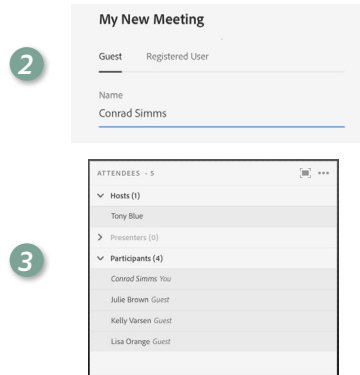 2
My New Meeting
Guest Registered User
Name
Conrad Simms
3
ATTENDEES - 5
Hosts (1)
Tony Blue
Presenters (0)
Participants (4)
Conrad Simms You
Julie Brown Guest
Kelly Varsen Guest
Lisa Orange Guest